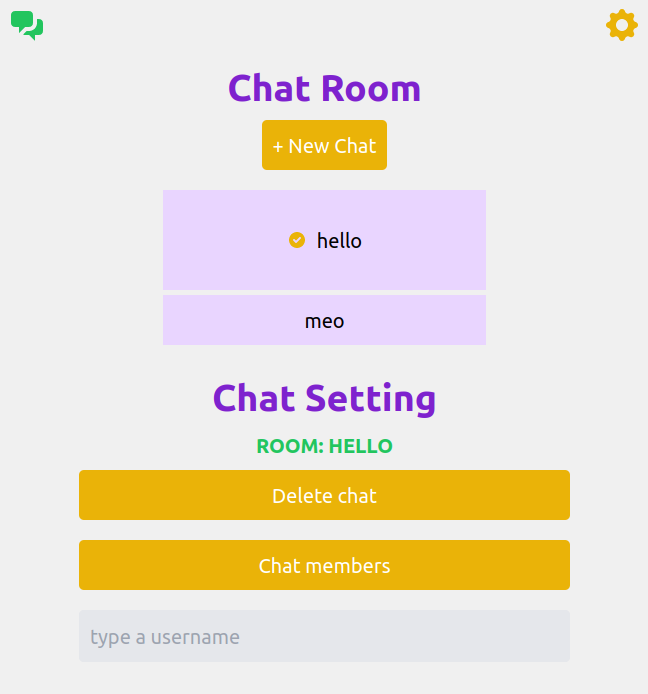 Chat Room
+ New Chat
hello
meo
Chat Setting
ROOM: HELLO
Delete chat
Chat members
type a username